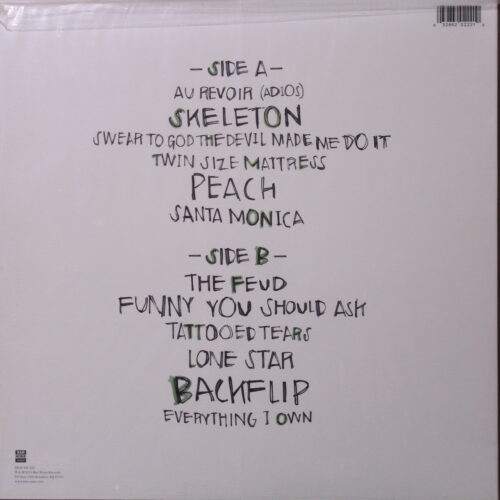 - SIDE A -
AU REVOIR (ADIOS)
SKELETON
SWEAR TO GOD THE DEVIL MADE ME DO IT
TWIN SIZE MATTRESS
PEACH
SANTA MONICA
- SIDE B -
THE FEUD
FUNNY YOU SHOULD ASK
TATTOOED TEARS
LONE STAR
BACKFLIP
EVERYTHING I OWN